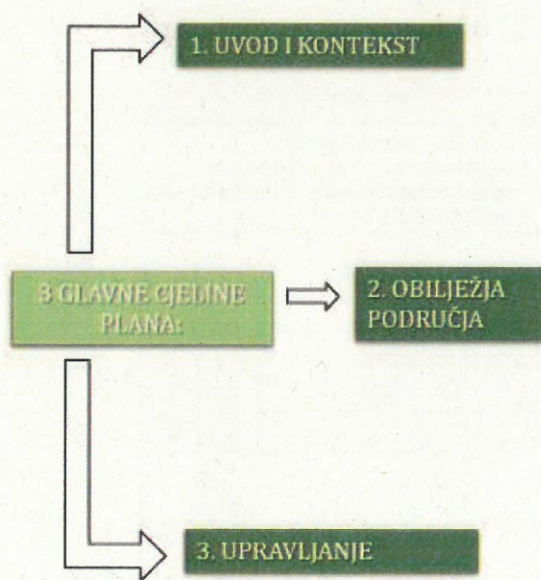 1. UVOD I KONTEKST
3 GLAVNE CJELINE
PLANA:
2. OBILJEŽJA
PODRUČJA
3. UPRAVLJANJE